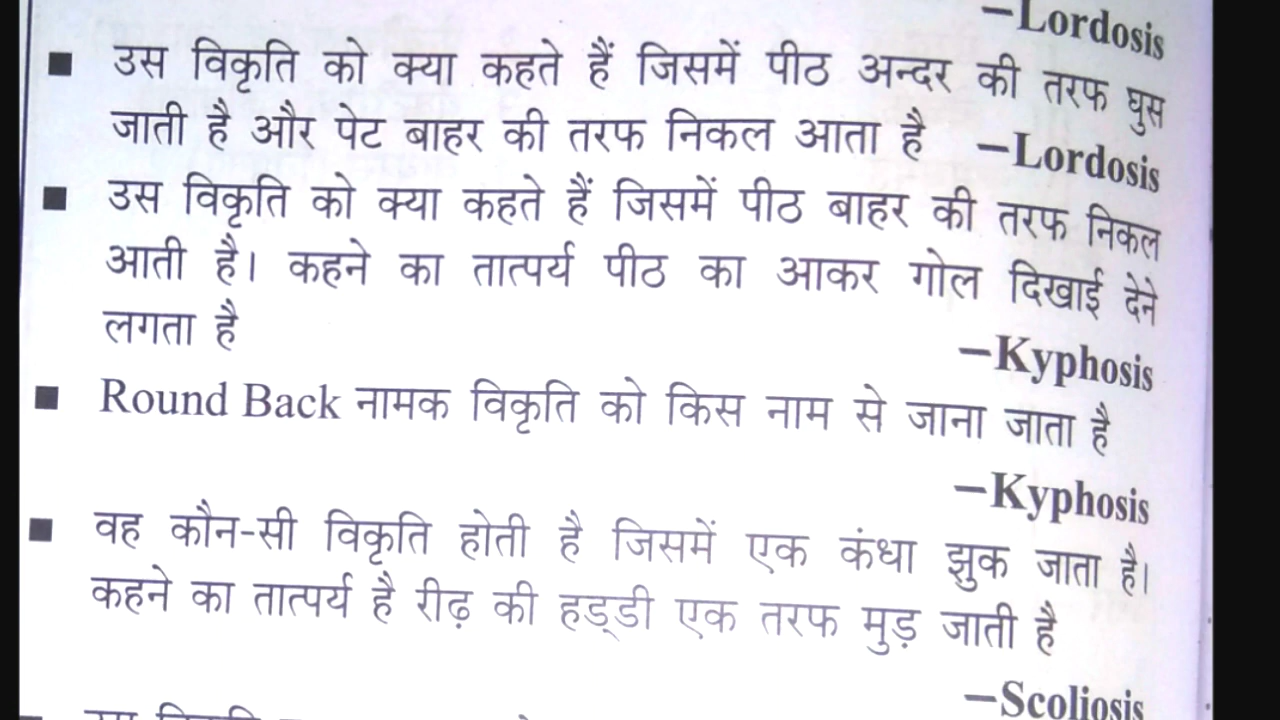 –Lordosis
■ उस विकृति को क्या कहते हैं जिसमें पीठ अन्दर की तरफ घुस
जाती है और पेट बाहर की तरफ निकल आता है –Lordosis
■ उस विकृति को क्या कहते हैं जिसमें पीठ बाहर की तरफ निकल
आती है। कहने का तात्पर्य पीठ का आकर गोल दिखाई देने
लगता है
–Kyphosis
■ Round Back नामक विकृति को किस नाम से जाना जाता है
–Kyphosis
■ वह कौन-सी विकृति होती है जिसमें एक कंधा झुक जाता है।
कहने का तात्पर्य है रीढ़ की हड्डी एक तरफ मुड़ जाती है
–Scoliosis